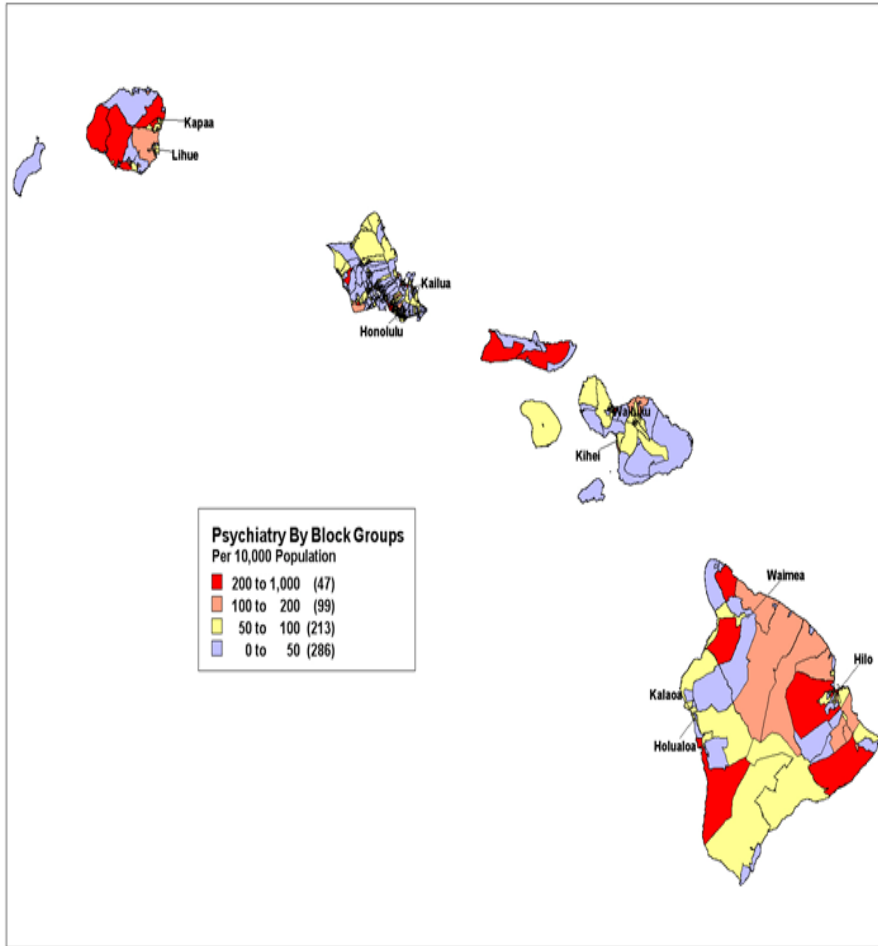 Kapaa
Lihue
Kailua
Honolulu
Wailuku
Kihei
Psychiatry By Block Groups
Per 10,000 Population
200 to 1,000 (47)
100 to 200 (99)
50 to 100 (213)
0 to 50 (286)
Waimea
Hilo
Kalaoa
Holualoa